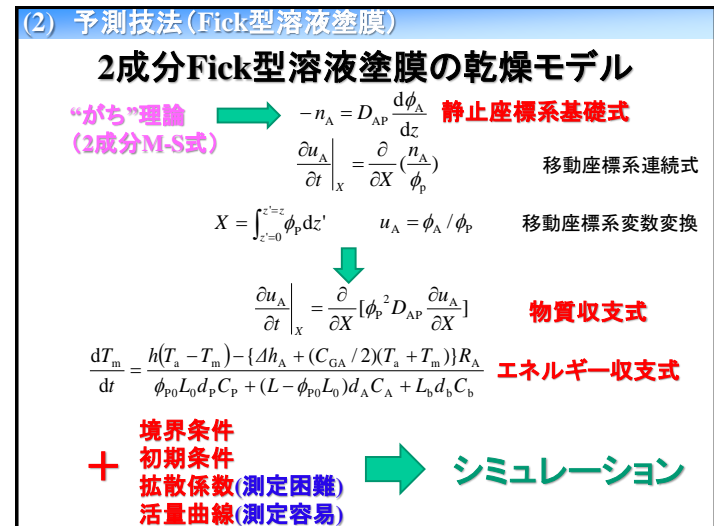 (2) 予測技法(Fick型溶液塗膜)
2成分Fick型溶液塗膜の乾燥モデル
“がち”理論
(2成分M-S式)
−n_A = D_AP dφ_A/dz 静止座標系基礎式
∂u_A/∂t|_X = ∂/∂X (n_A/φ_p) 移動座標系連続式
X = ∫_{z'=0}^{z'=z} φ_P dz' u_A = φ_A / φ_P 移動座標系変数変換
∂u_A/∂t|_X = ∂/∂X [φ_P² D_AP ∂u_A/∂X] 物質収支式
dT_m/dt = h(T_a − T_m) − {Δh_A + (C_GA / 2)(T_a + T_m)}R_A / φ_P0 L_0 d_P C_P + (L − φ_P0 L_0)d_A C_A + L_b d_b C_b エネルギー収支式
+
境界条件
初期条件
拡散係数(測定困難)
活量曲線(測定容易)
シミュレーション